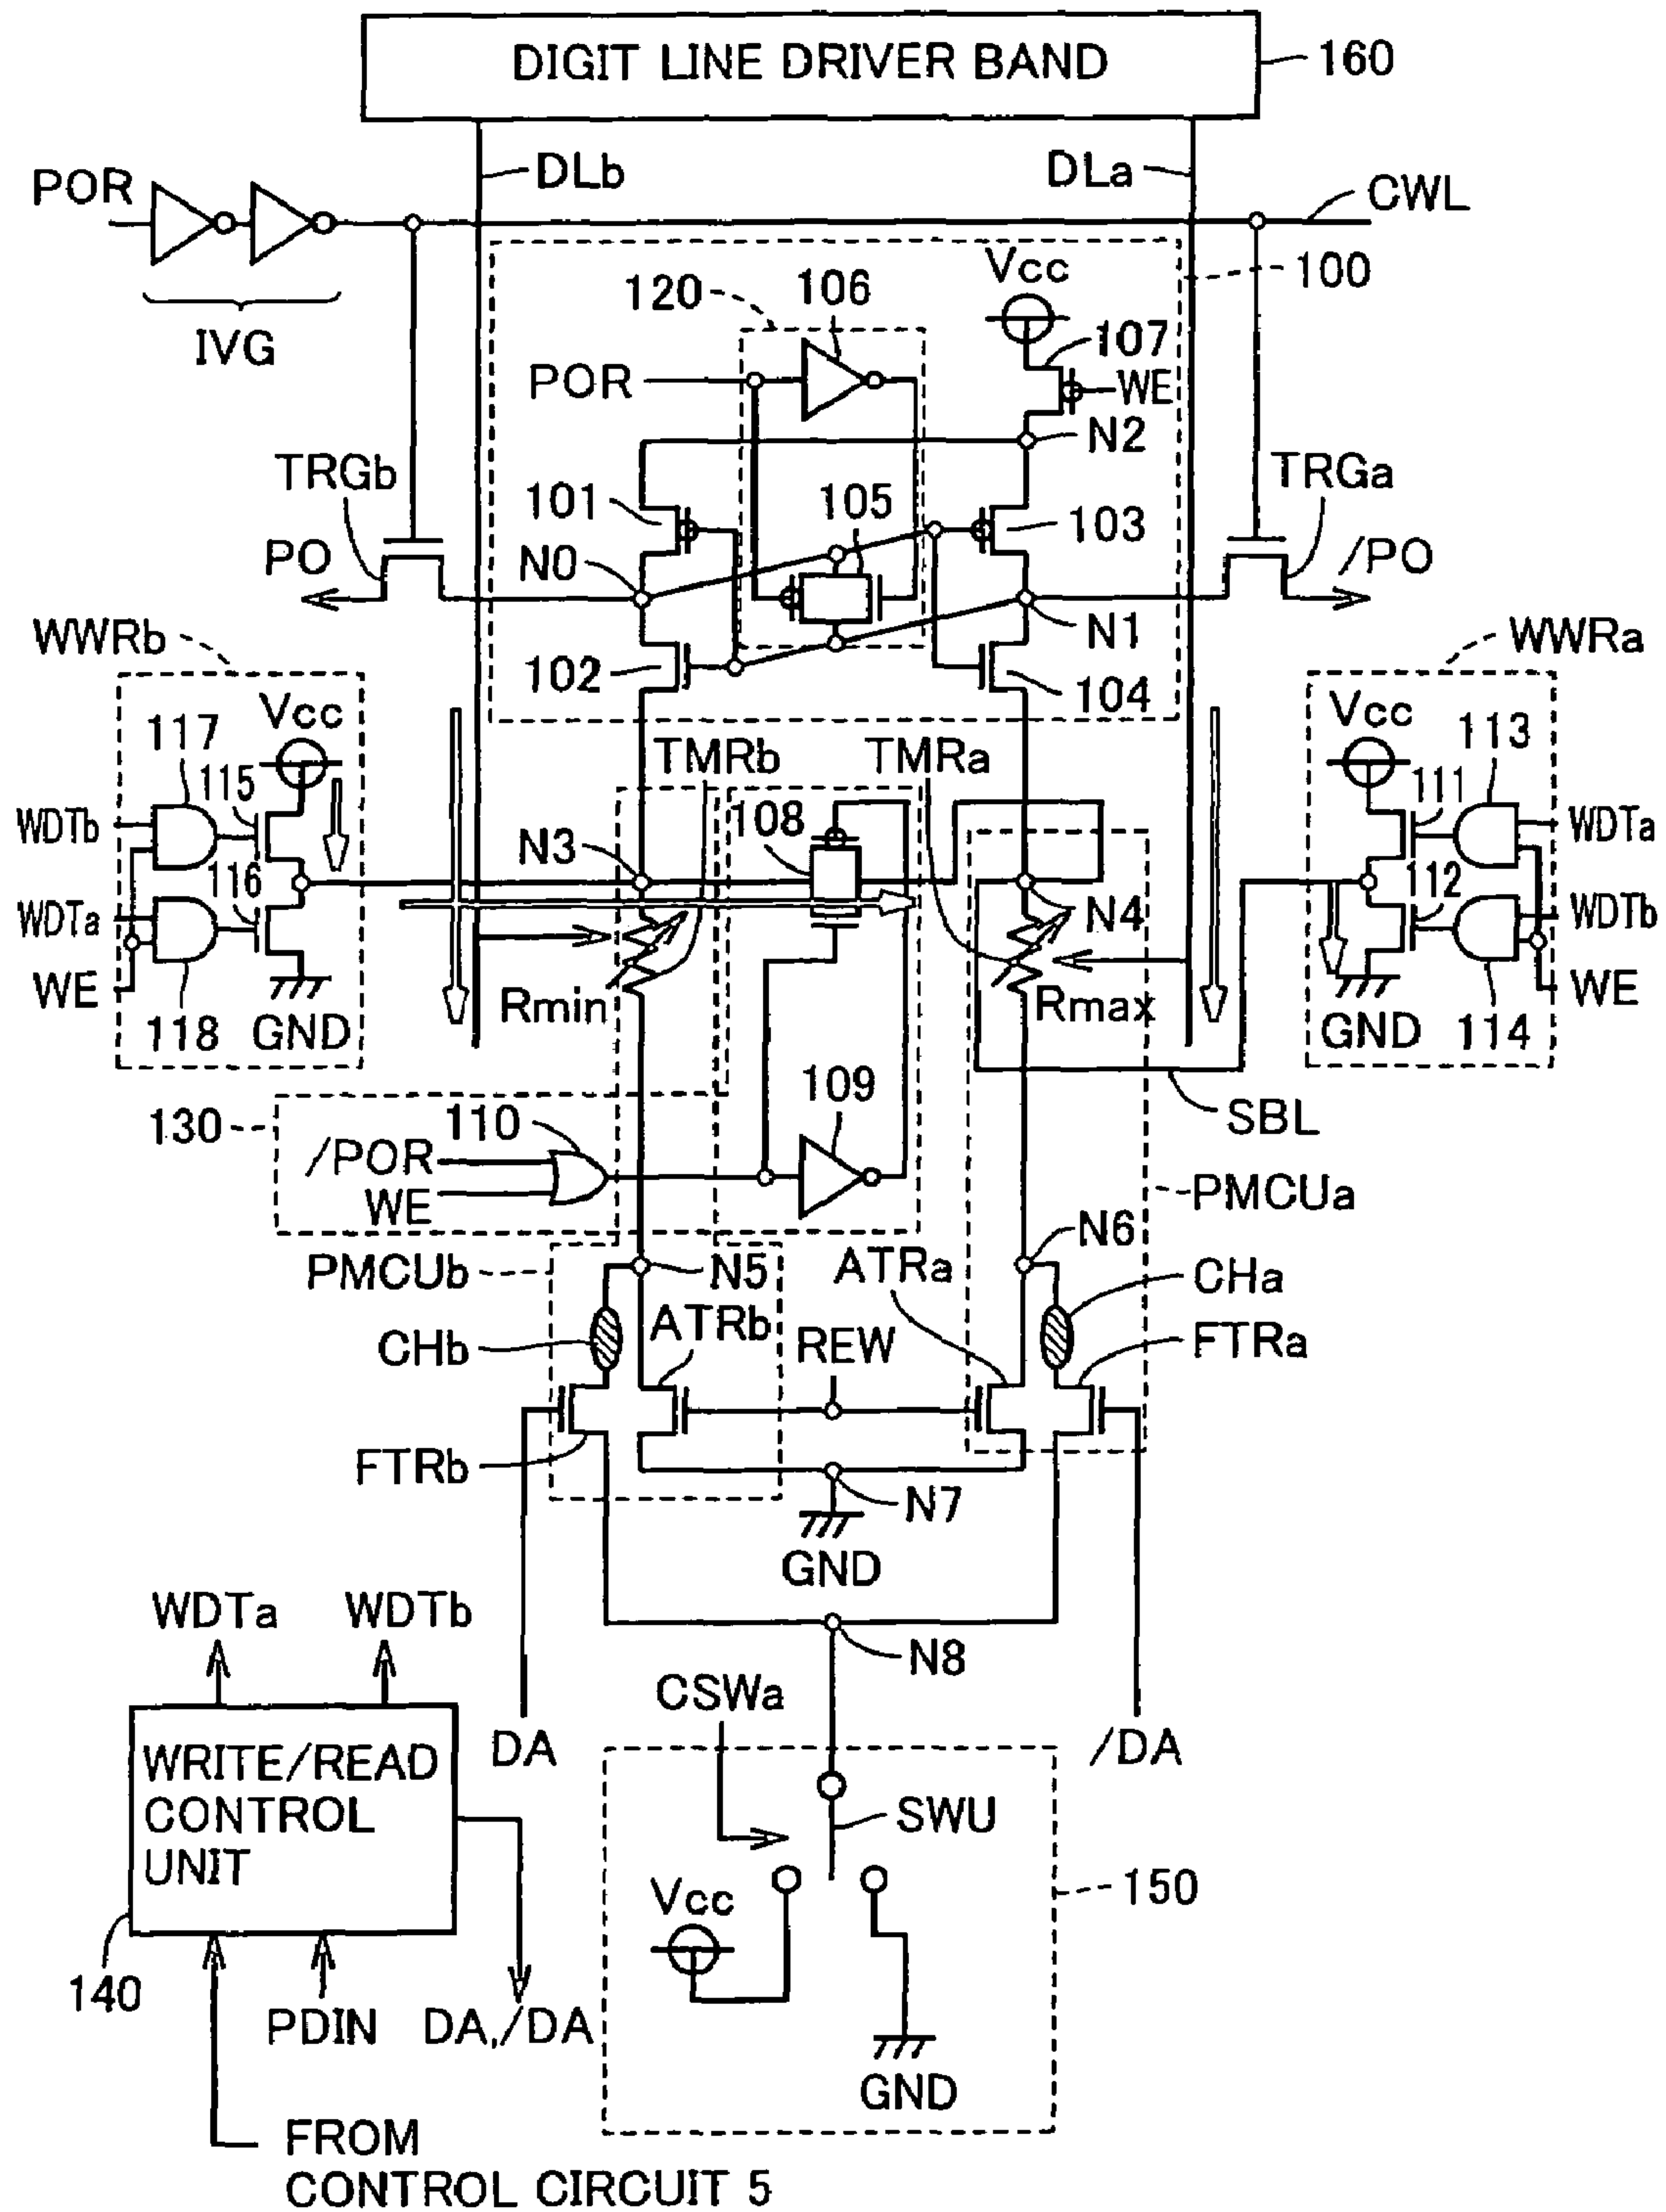 DIGIT LINE DRIVER BAND
160
DLb
DLa
POR
CWL
IVG
Vcc
100
120
106
107
POR
WE
N2
TRGb
TRGa
101
105
103
PO
N0
/PO
N1
WWRb
WWRa
102
104
Vcc
Vcc
117
113
TMRb
TMRa
115
111
108
WDTb
WDTa
N3
116
112
WDTa
N4
WDTb
WE
Rmin
Rmax
WE
118
GND
GND
114
109
130
110
SBL
/POR
WE
PMCUa
N6
PMCUb
N5
ATRa
CHa
ATRb
CHb
REW
FTRa
FTRb
N7
GND
WDTa
WDTb
N8
CSWa
DA
/DA
WRITE/READ
CONTROL
UNIT
SWU
Vcc
150
140
PDIN
DA,/DA
GND
FROM
CONTROL CIRCUIT 5